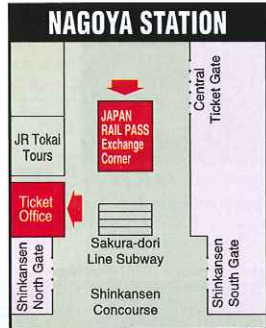 NAGOYA STATION
Central
Ticket Gate
JAPAN
RAIL PASS
Exchange
Corner
JR Tokai
Tours
Ticket
Office
Sakura-dori
Line Subway
Shinkansen
North Gate
Shinkansen
Concourse
Shinkansen
South Gate